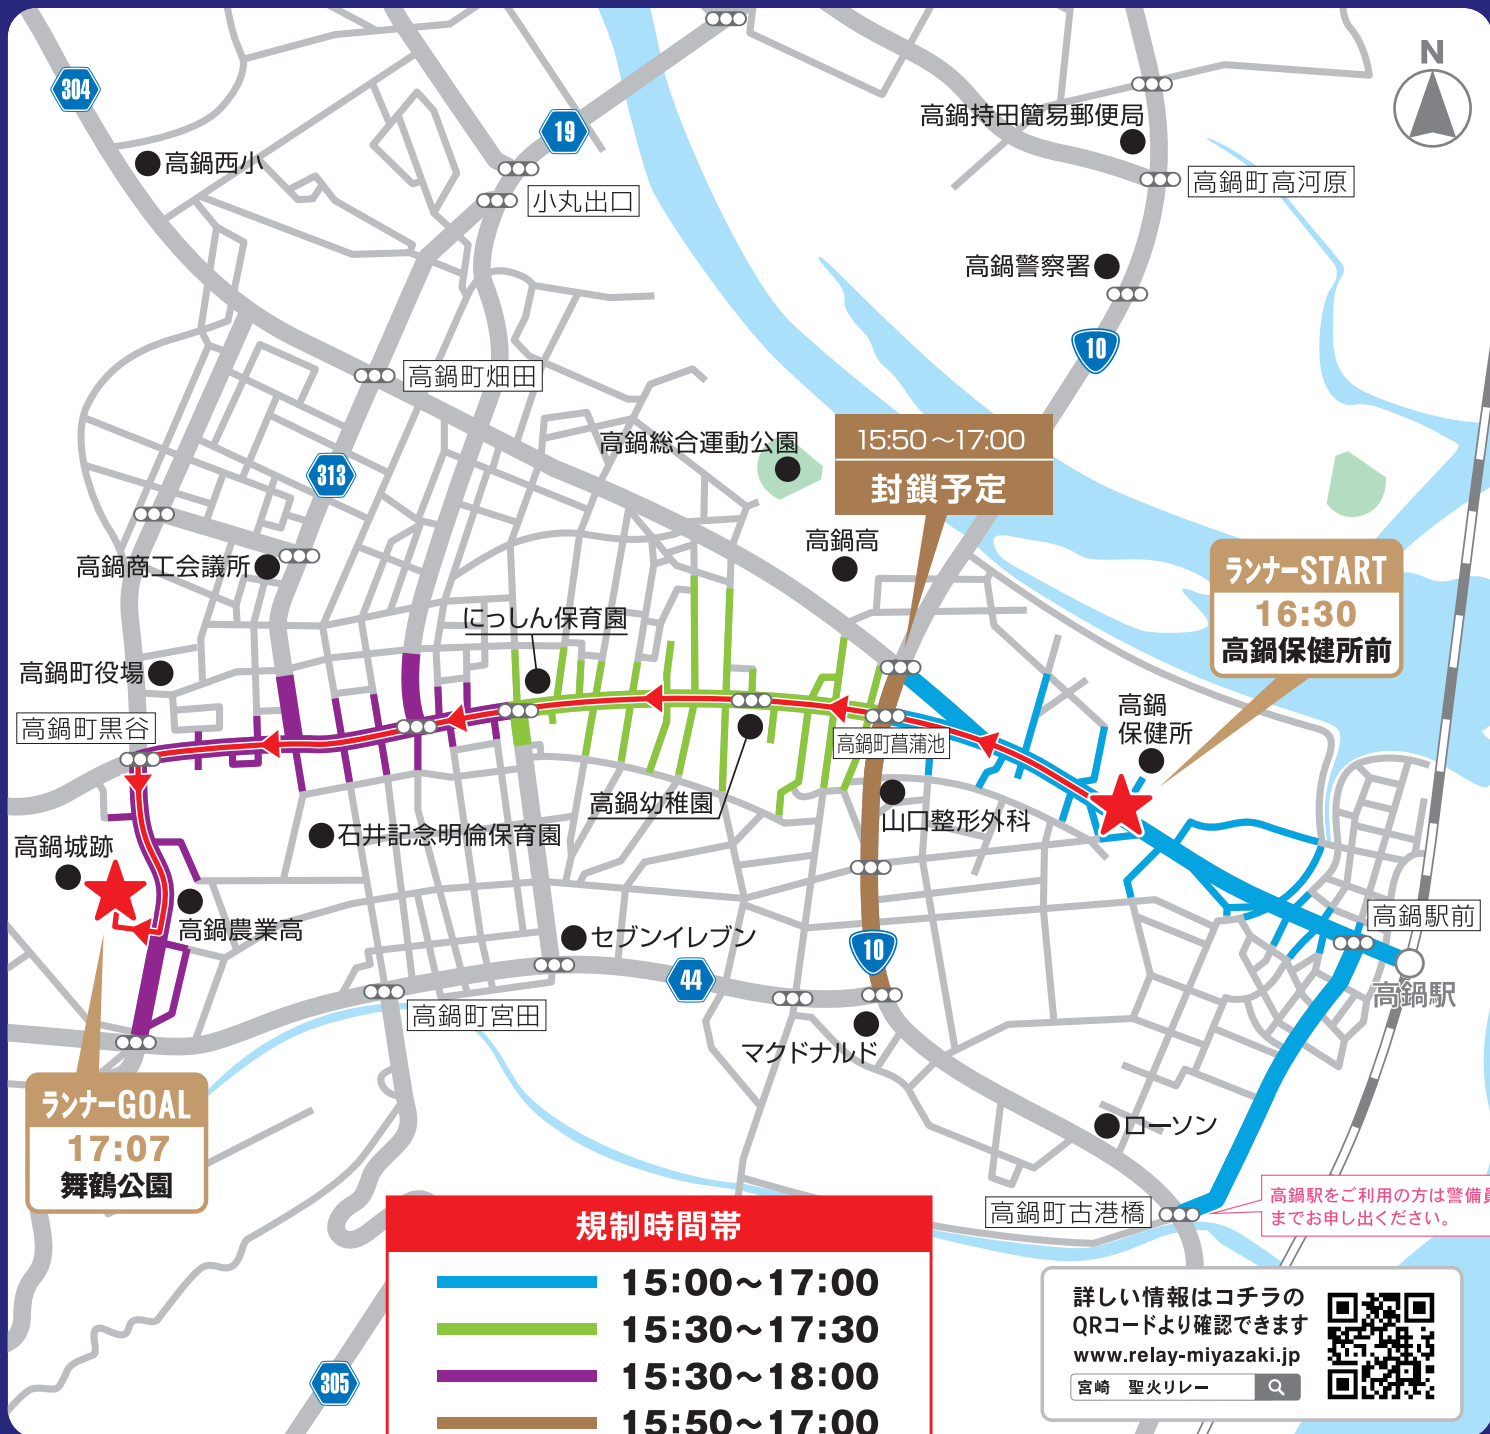 N
304
19
高鍋持田簡易郵便局
高鍋西小
高鍋町高河原
小丸出口
高鍋警察署
10
高鍋町畑田
15:50～17:00
封鎖予定
高鍋総合運動公園
313
高鍋高
高鍋商工会議所
ランナーSTART
16:30
高鍋保健所前
にっしん保育園
高鍋町役場
高鍋
保健所
高鍋町黒谷
高鍋町菖蒲池
高鍋幼稚園
山口整形外科
石井記念明倫保育園
高鍋城跡
高鍋農業高
高鍋駅前
セブンイレブン
10
44
高鍋駅
高鍋町宮田
マクドナルド
ランナーGOAL
17:07
舞鶴公園
ローソン
高鍋町古港橋
高鍋駅をご利用の方は警備員
までお申し出ください。
規制時間帯
15:00～17:00
15:30～17:30
15:30～18:00
15:50～17:00
305
詳しい情報はコチラの
QRコードより確認できます
www.relay-miyazaki.jp
宮崎 聖火リレー